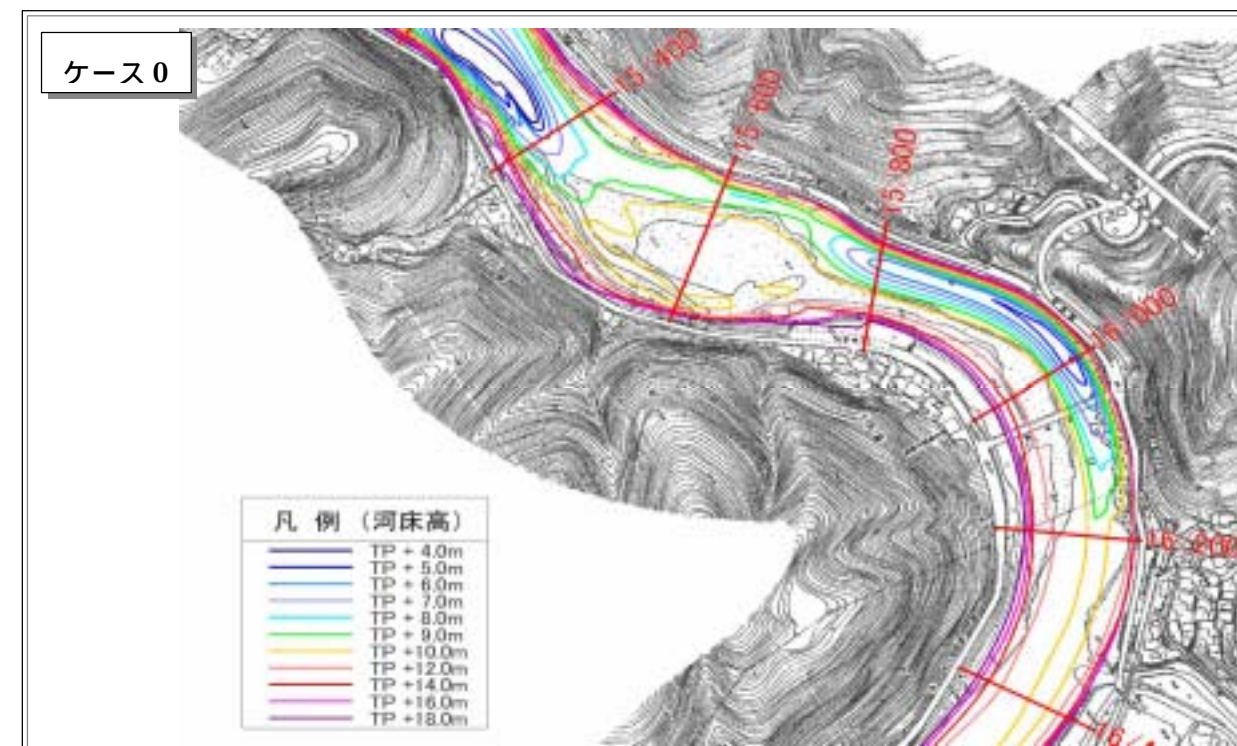 ケース0
15/400
15/600
15/800
16/000
16/200
凡 例 (河床高)
TP + 4.0m
TP + 5.0m
TP + 6.0m
TP + 7.0m
TP + 8.0m
TP + 9.0m
TP +10.0m
TP +12.0m
TP +14.0m
TP +16.0m
TP +18.0m